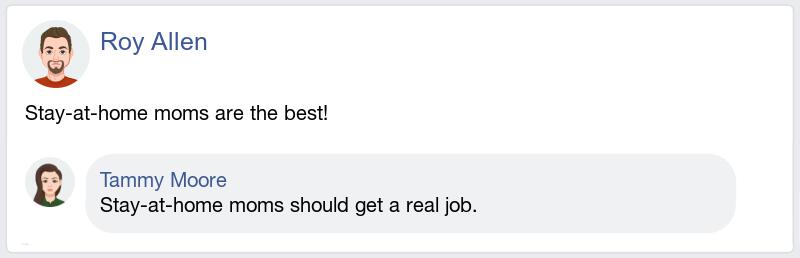 Roy Allen
Stay-at-home moms are the best!
Tammy Moore
Stay-at-home moms should get a real job.